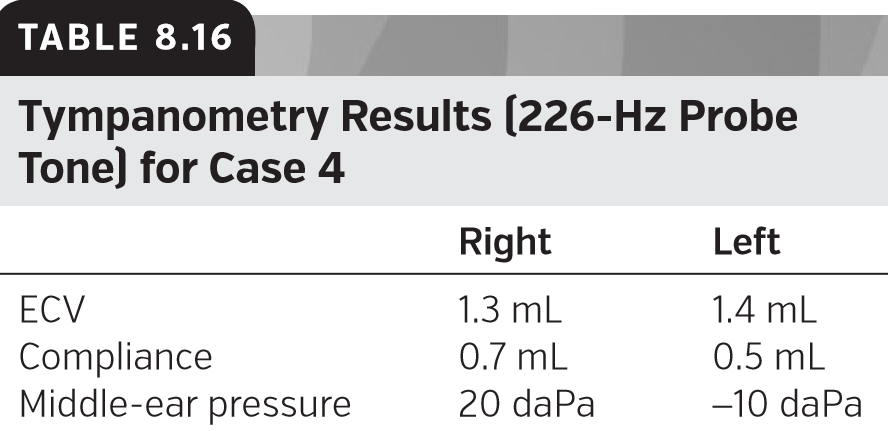 TABLE 8.16
Tympanometry Results (226-Hz Probe
Tone) for Case 4
Right Left
ECV 1.3 mL 1.4 mL
Compliance 0.7 mL 0.5 mL
Middle-ear pressure 20 daPa –10 daPa